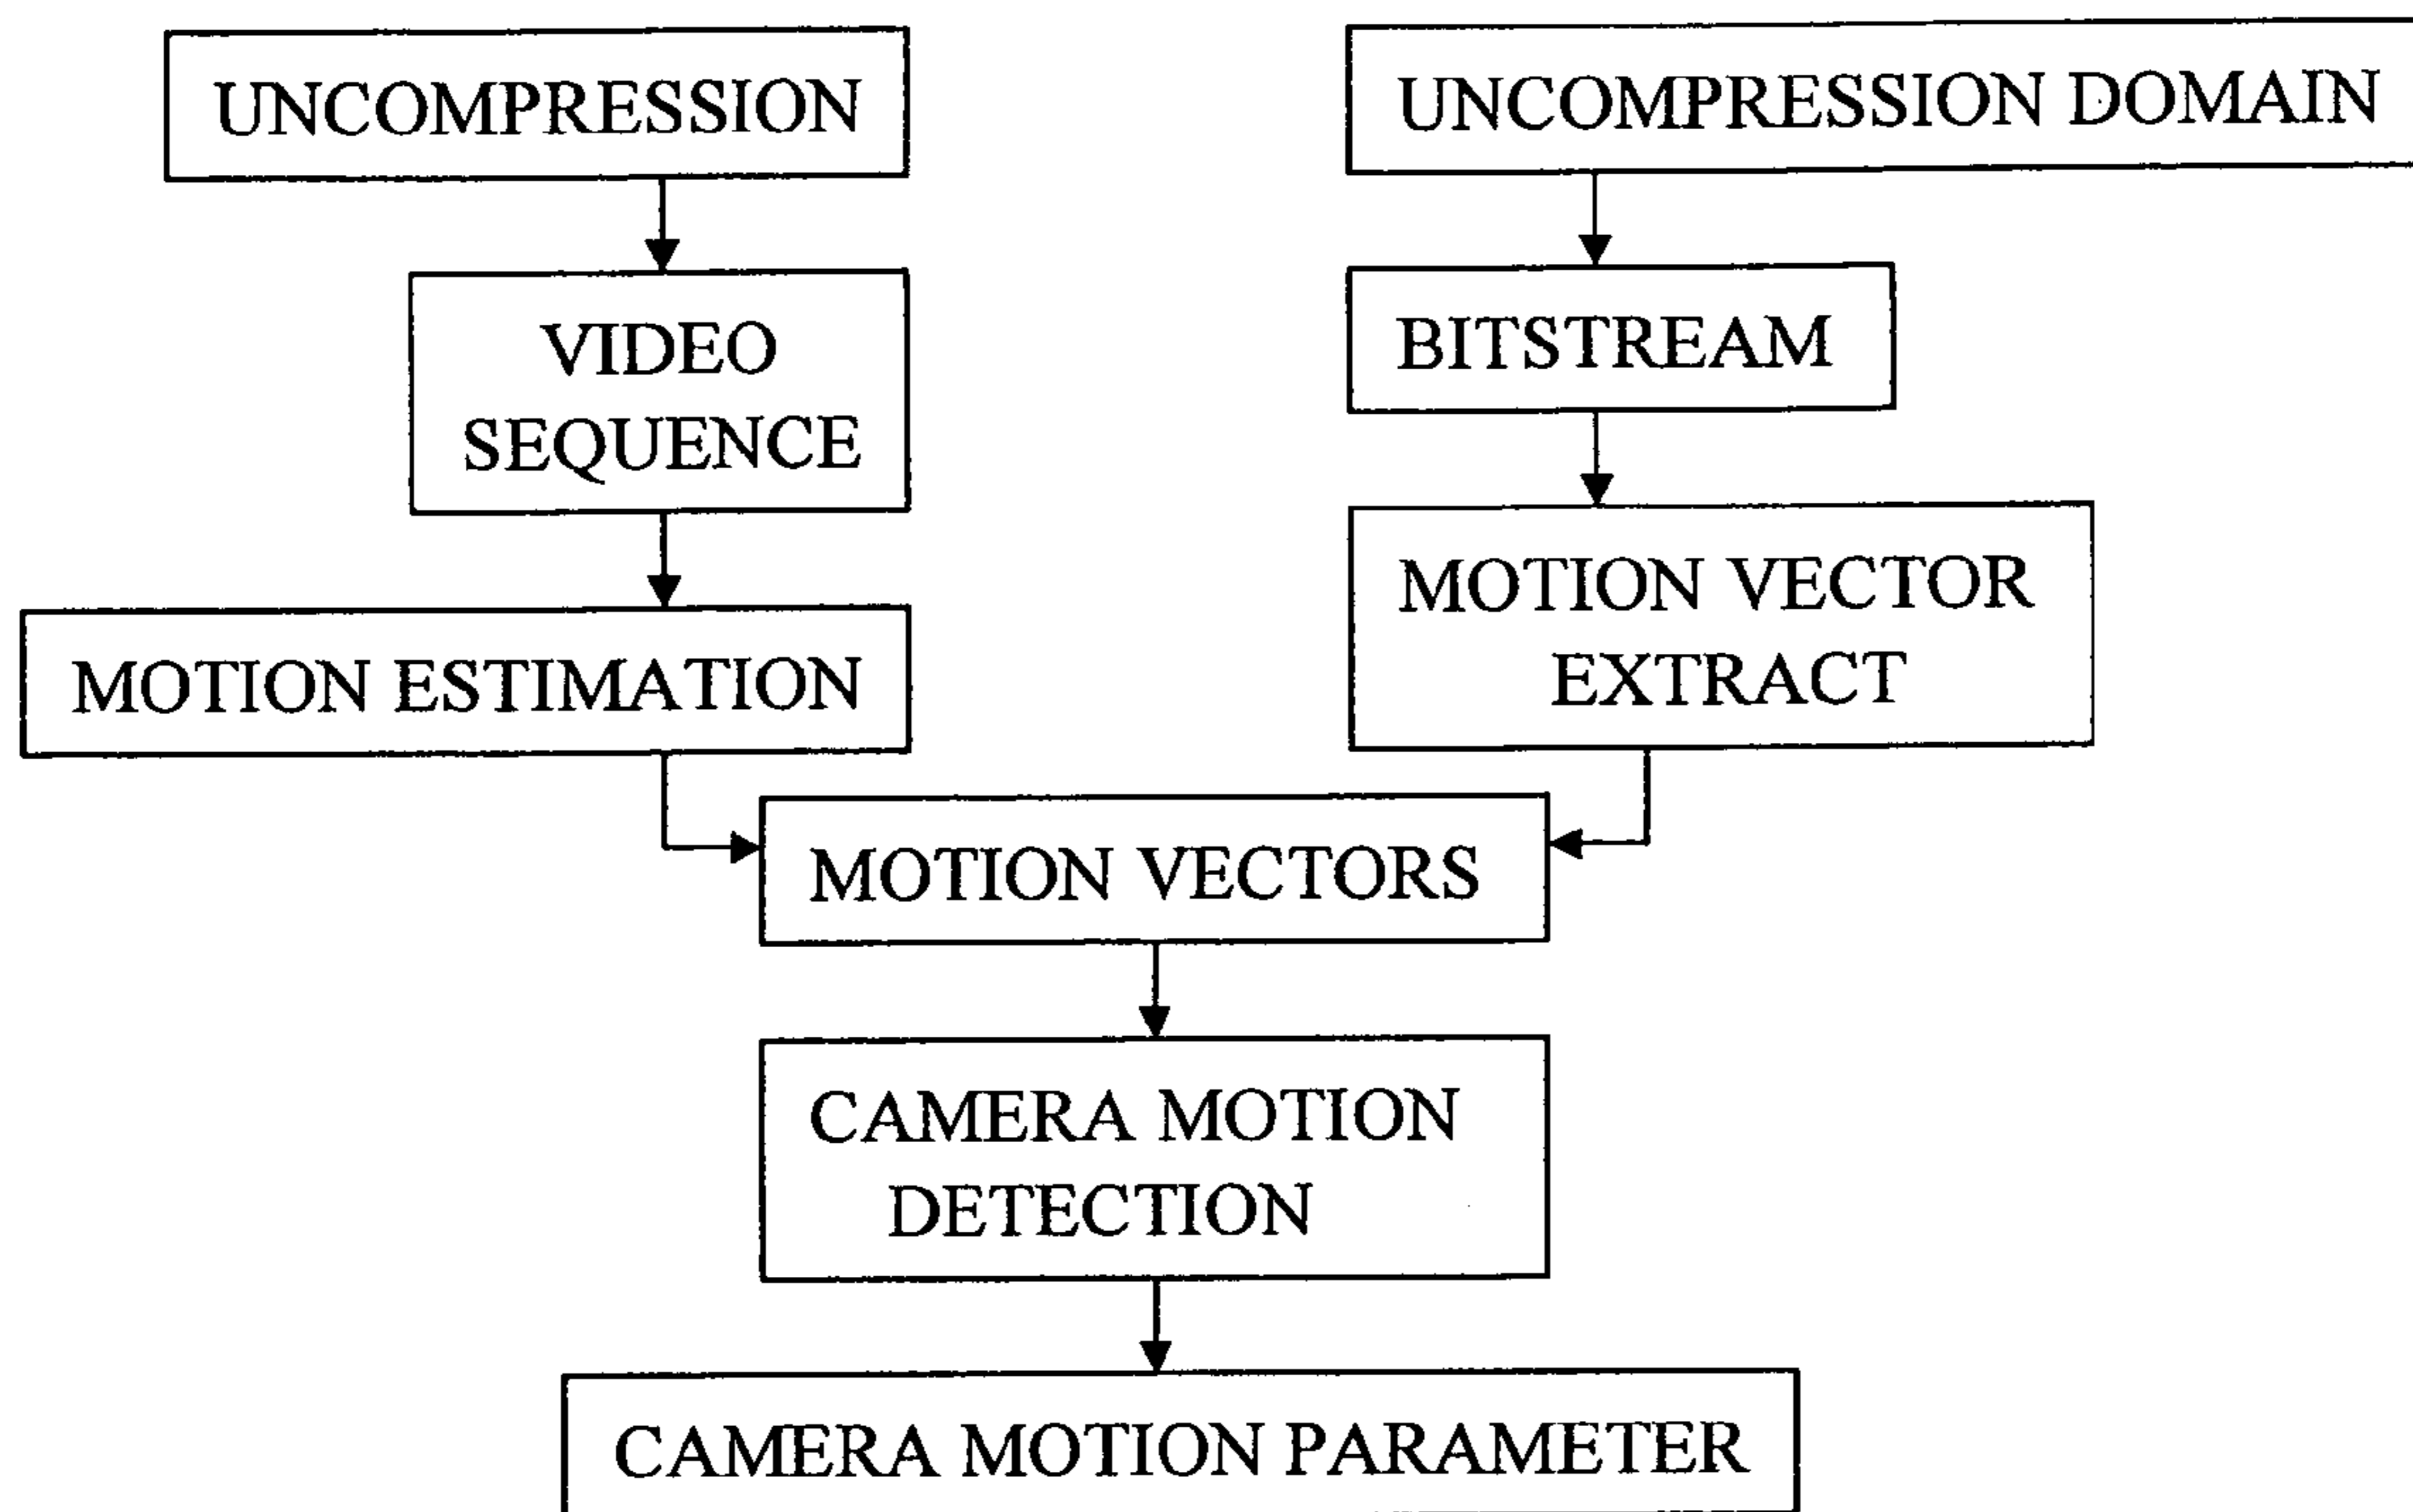 UNCOMPRESSION
UNCOMPRESSION DOMAIN
VIDEO
SEQUENCE
BITSTREAM
MOTION ESTIMATION
MOTION VECTOR
EXTRACT
MOTION VECTORS
CAMERA MOTION
DETECTION
CAMERA MOTION PARAMETER